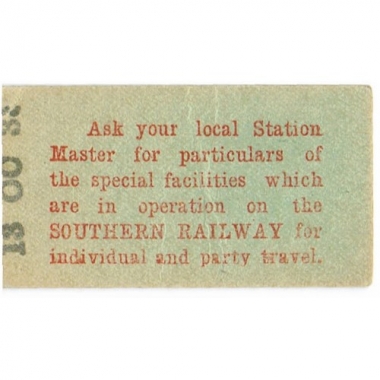 Ask your local Station
Master for particulars of
the special facilities which
are in operation on the
SOUTHERN RAILWAY for
individual and party travel.